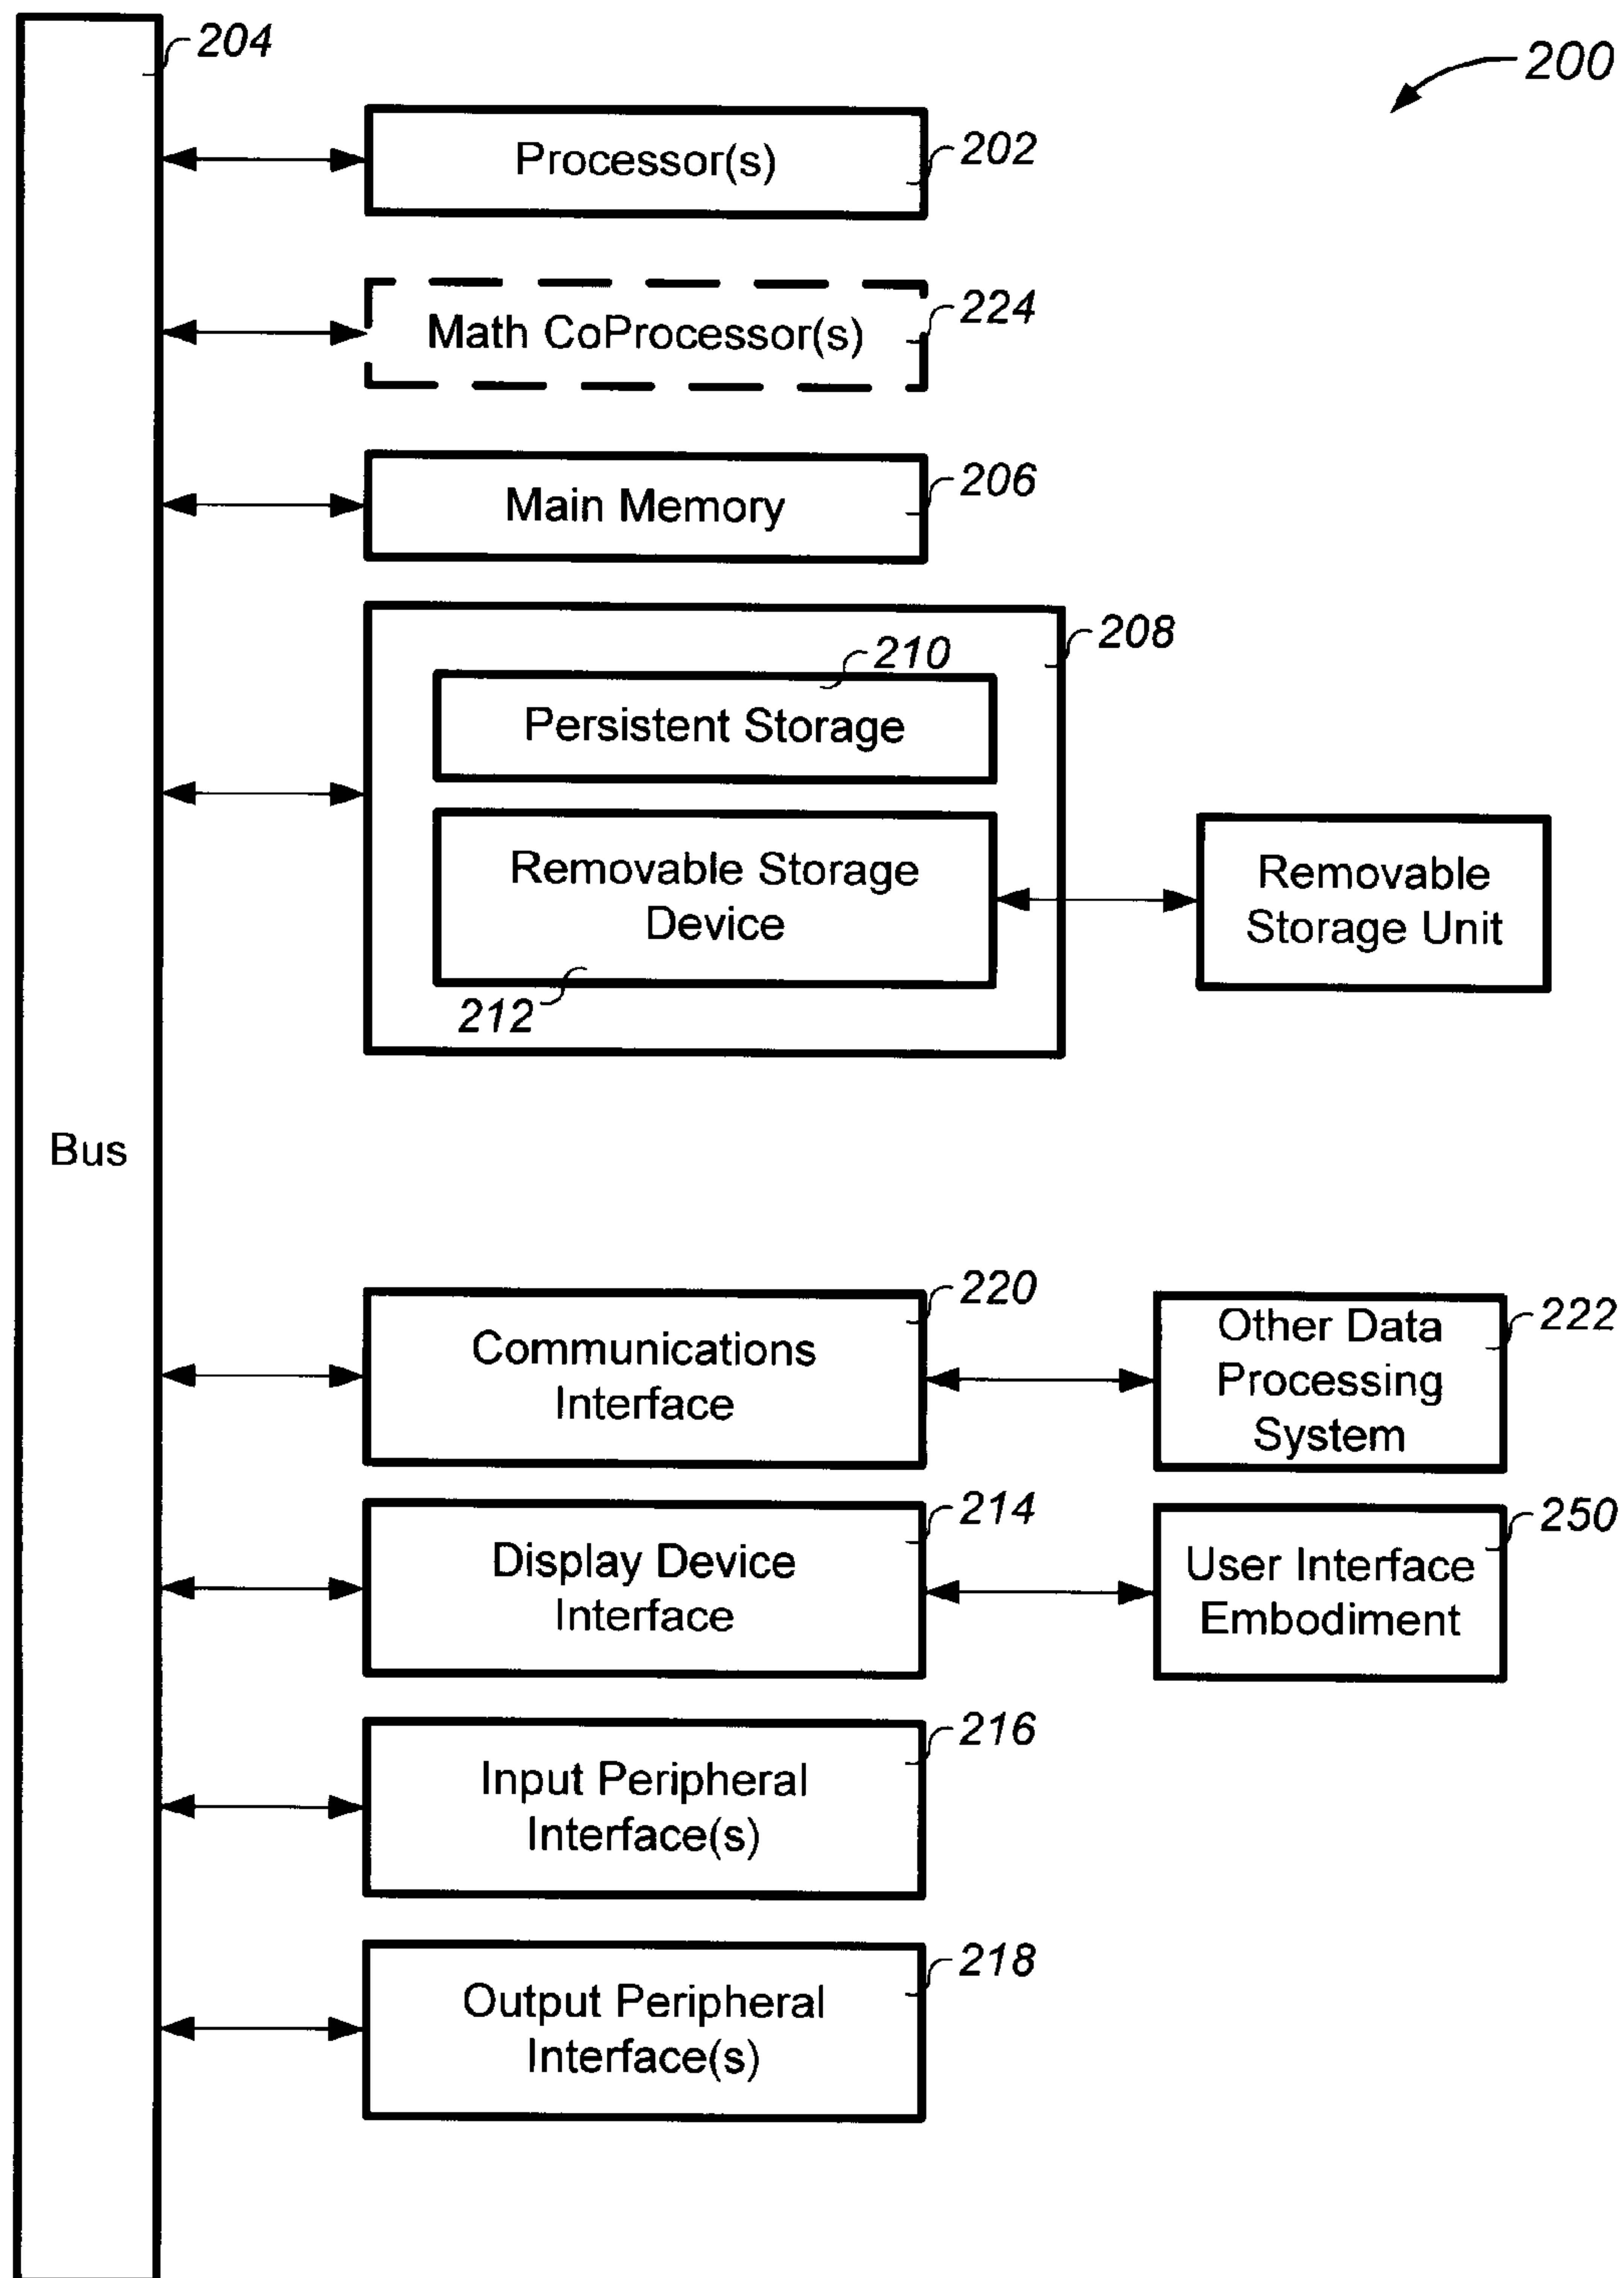 204
200
Processor(s)
202
Math CoProcessor(s)
224
Main Memory
206
208
210
Persistent Storage
Removable Storage
Device
212
Removable
Storage Unit
Bus
220
Communications
Interface
Other Data
Processing
System
222
214
Display Device
Interface
User Interface
Embodiment
250
216
Input Peripheral
Interface(s)
218
Output Peripheral
Interface(s)